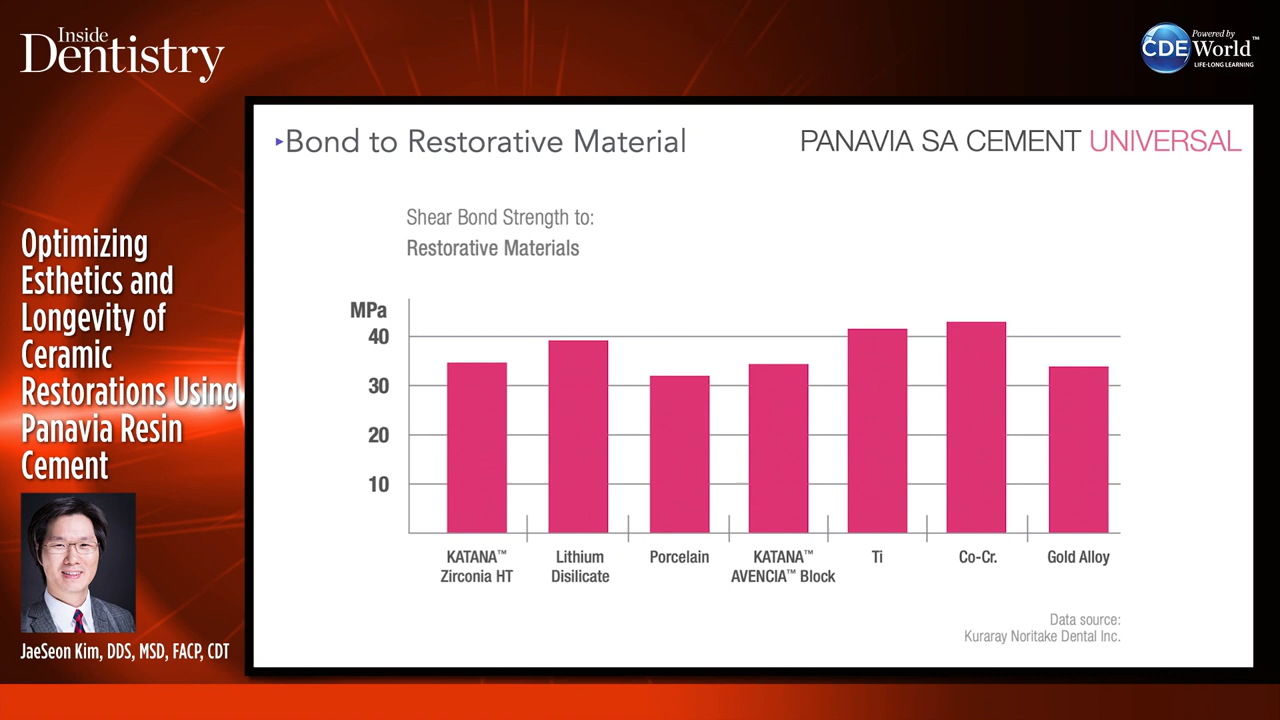 Inside
Dentistry
Powered by
CDEWorld™
LIFE-LONG LEARNING
▸Bond to Restorative Material
PANAVIA SA CEMENT UNIVERSAL
Shear Bond Strength to:
Restorative Materials
Optimizing
Esthetics and
Longevity of
Ceramic
Restorations Using
Panavia Resin
Cement
JaeSeon Kim, DDS, MSD, FACP, CDT
MPa
40
30
20
10
KATANA™
Zirconia HT
Lithium
Disilicate
Porcelain
KATANA™
AVENCIA™ Block
Ti
Co-Cr.
Gold Alloy
Data source:
Kuraray Noritake Dental Inc.